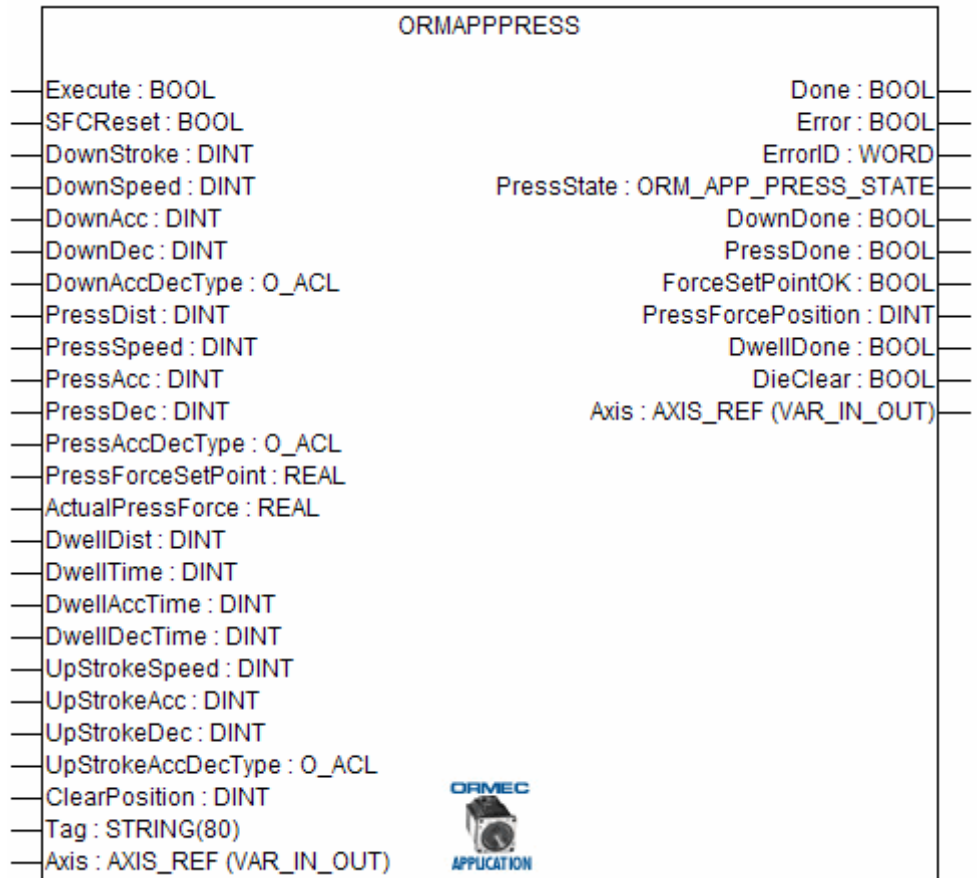 ORMAPPPRESS
Execute : BOOL
Done : BOOL
SFCReset : BOOL
Error : BOOL
DownStroke : DINT
ErrorID : WORD
DownSpeed : DINT
PressState : ORM_APP_PRESS_STATE
DownAcc : DINT
DownDone : BOOL
DownDec : DINT
PressDone : BOOL
DownAccDecType : O_ACL
ForceSetPointOK : BOOL
PressDist : DINT
PressForcePosition : DINT
PressSpeed : DINT
DwellDone : BOOL
PressAcc : DINT
DieClear : BOOL
PressDec : DINT
Axis : AXIS_REF (VAR_IN_OUT)
PressAccDecType : O_ACL
PressForceSetPoint : REAL
ActualPressForce : REAL
DwellDist : DINT
DwellTime : DINT
DwellAccTime : DINT
DwellDecTime : DINT
UpStrokeSpeed : DINT
UpStrokeAcc : DINT
UpStrokeDec : DINT
UpStrokeAccDecType : O_ACL
ClearPosition : DINT
Tag : STRING(80)
Axis : AXIS_REF (VAR_IN_OUT)
ORMEC
APPLICATION